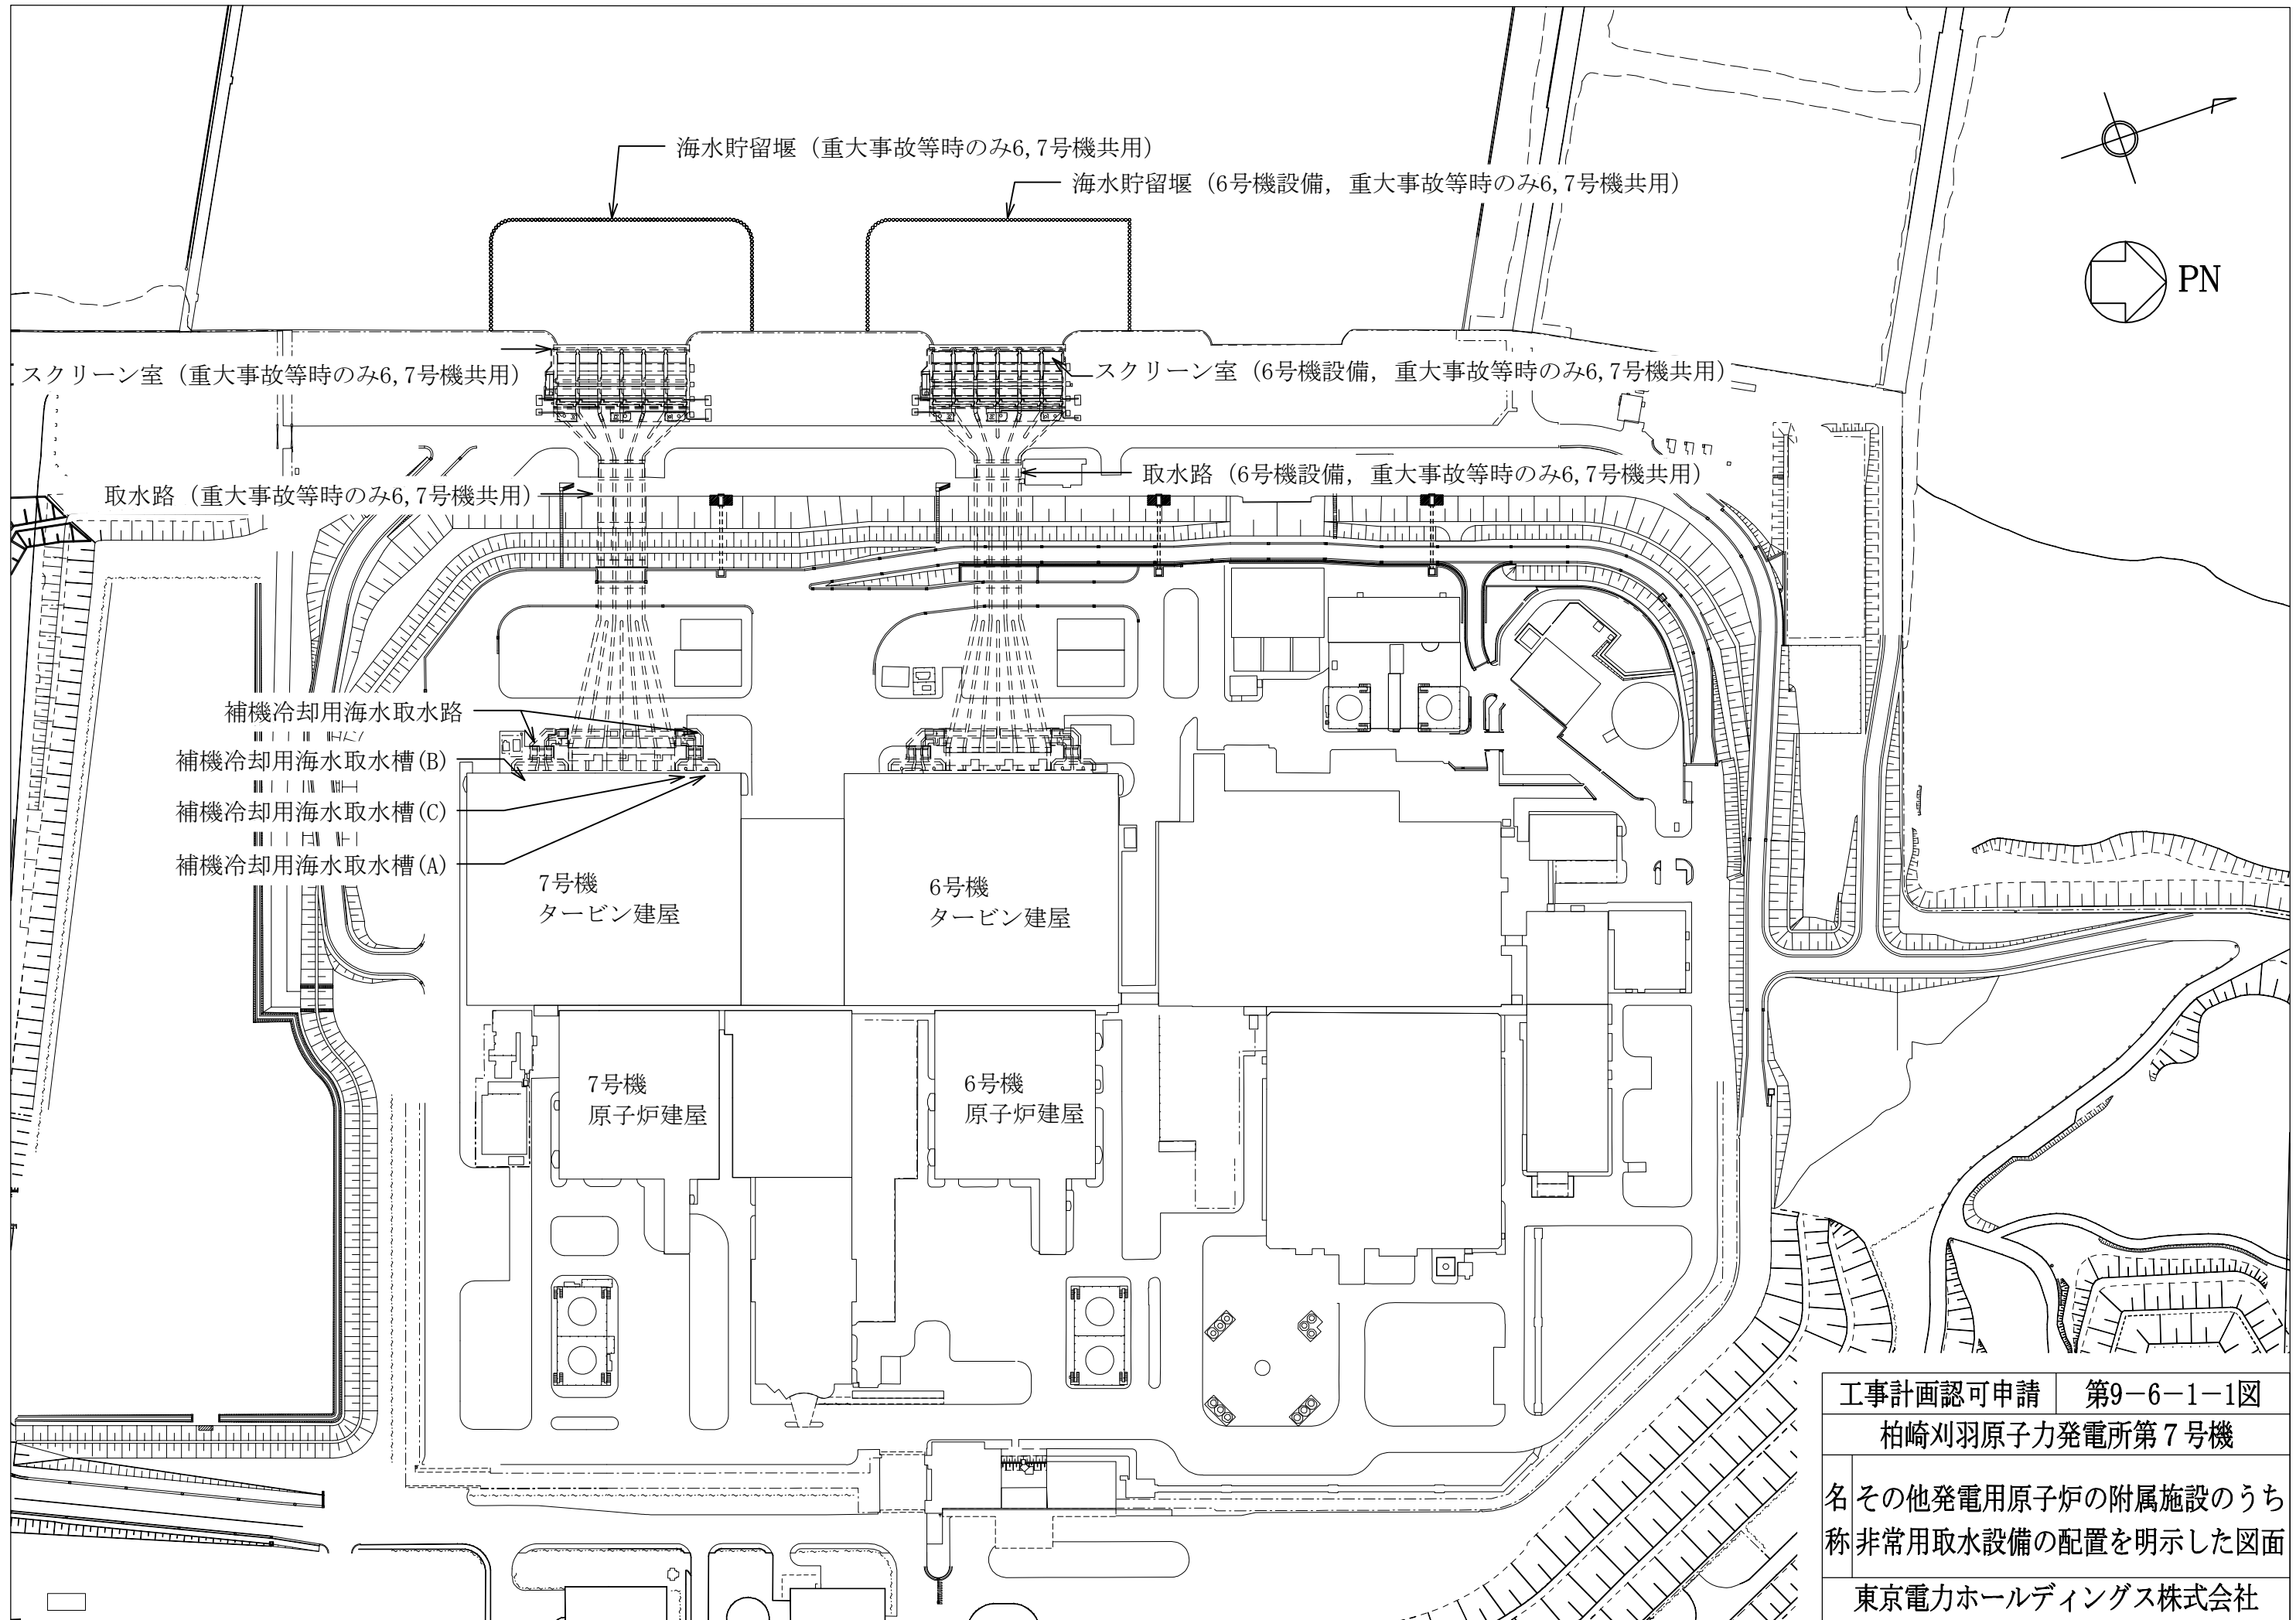 海水貯留堰（重大事故等時のみ6,7号機共用）
海水貯留堰（6号機設備，重大事故等時のみ6,7号機共用）
PN
スクリーン室（重大事故等時のみ6,7号機共用）
スクリーン室（6号機設備，重大事故等時のみ6,7号機共用）
取水路（6号機設備，重大事故等時のみ6,7号機共用）
取水路（重大事故等時のみ6,7号機共用）
補機冷却用海水取水路
補機冷却用海水取水槽(B)
補機冷却用海水取水槽(C)
補機冷却用海水取水槽(A)
7号機
タービン建屋
6号機
タービン建屋
7号機
原子炉建屋
6号機
原子炉建屋
工事計画認可申請 第9－6－1－1図
柏崎刈羽原子力発電所第７号機
名称 その他発電用原子炉の附属施設のうち
非常用取水設備の配置を明示した図面
東京電力ホールディングス株式会社